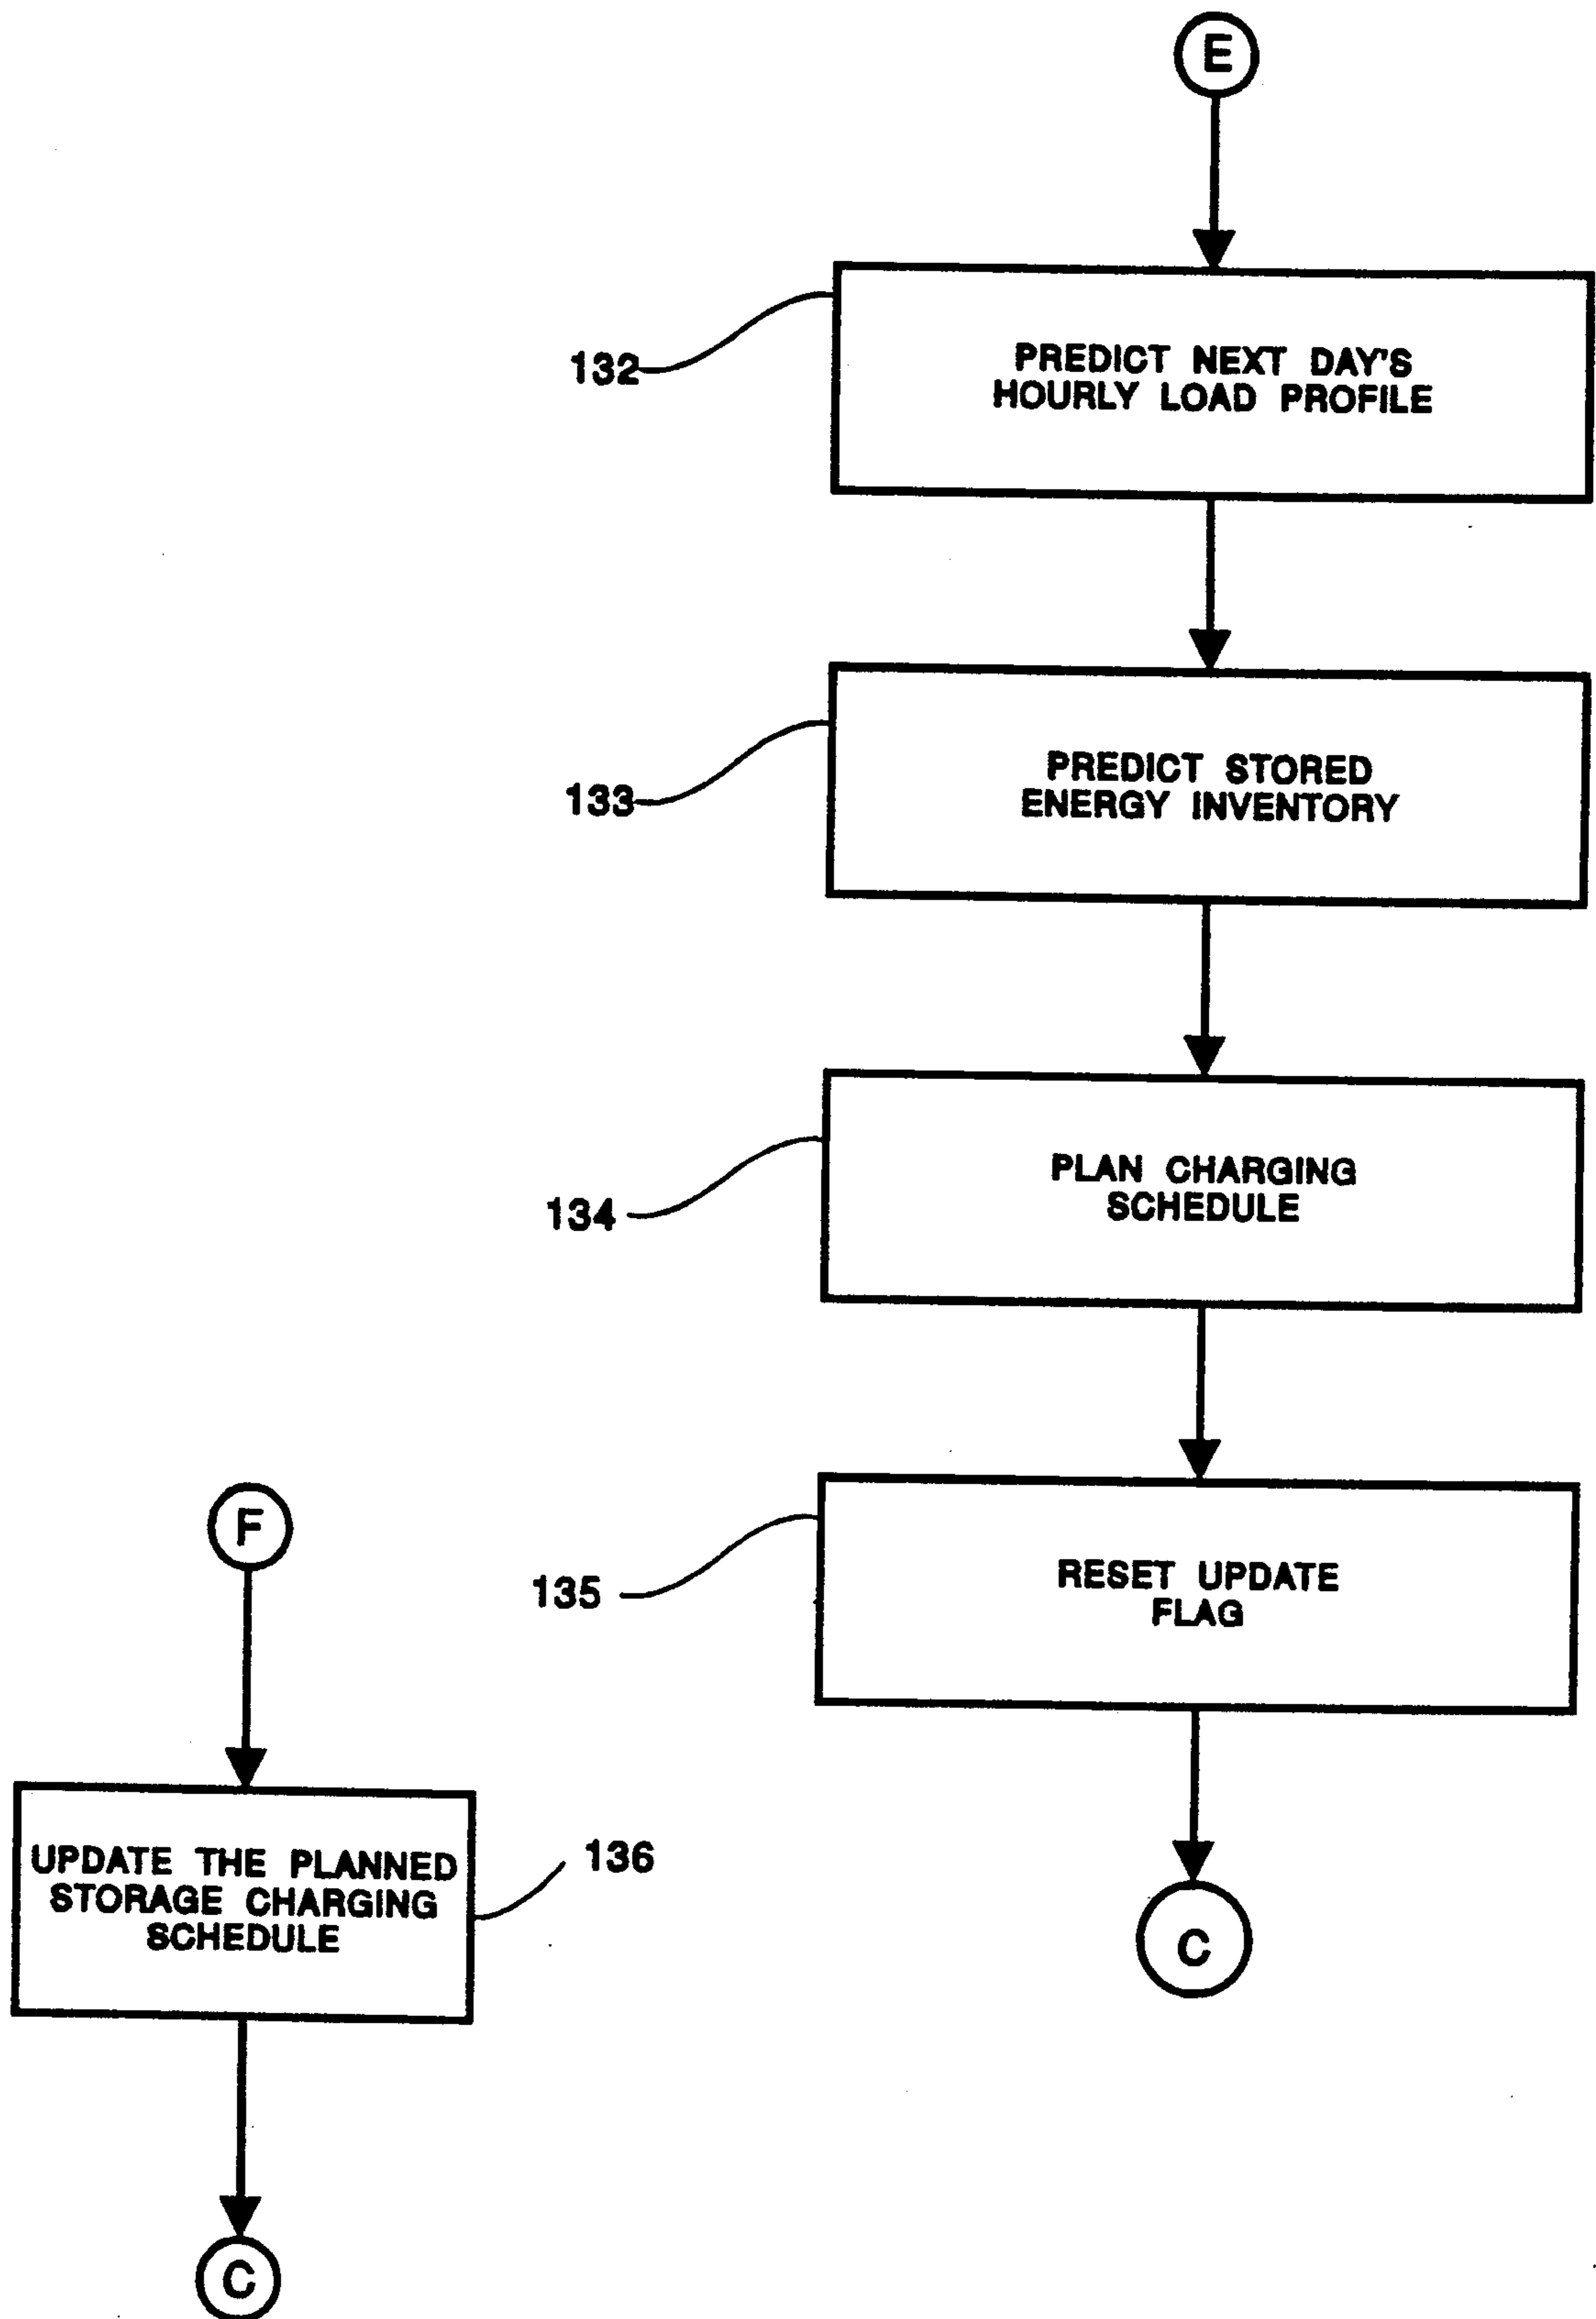 E
132
PREDICT NEXT DAY'S
HOURLY LOAD PROFILE
133
PREDICT STORED
ENERGY INVENTORY
134
PLAN CHARGING
SCHEDULE
135
RESET UPDATE
FLAG
C
F
UPDATE THE PLANNED
STORAGE CHARGING
SCHEDULE
136
C